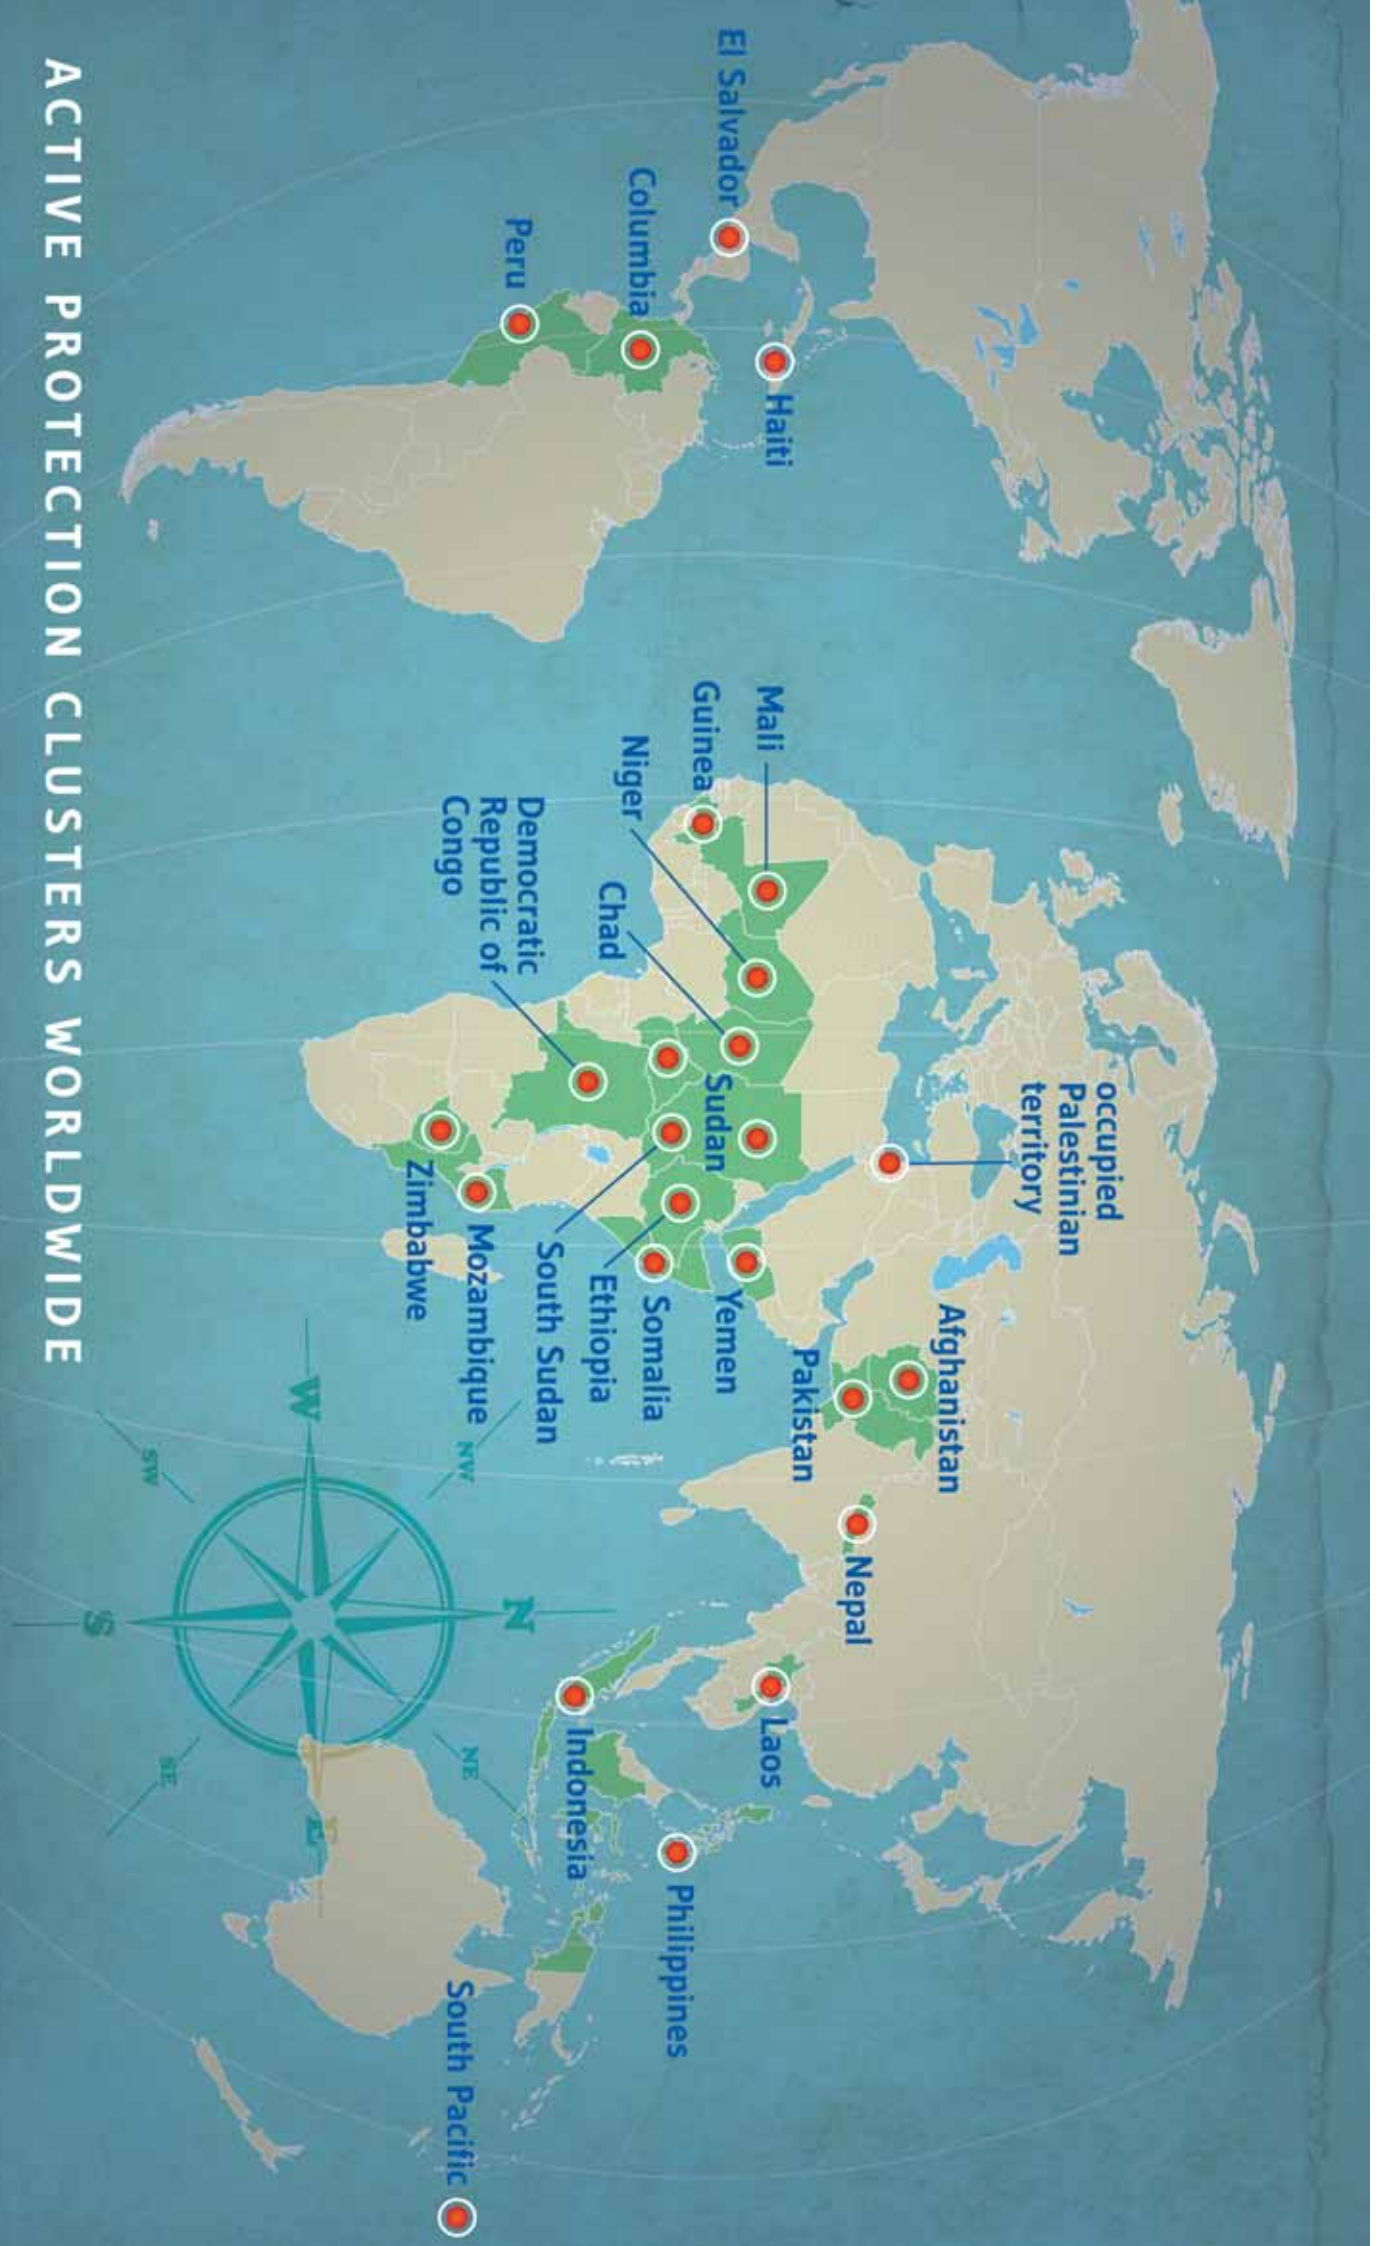 El Salvador
Haiti
Columbia
Peru
Mali
Guinea
Niger
Chad
Democratic
Republic of
Congo
Sudan
occupied
Palestinian
territory
Zimbabwe
Mozambique
South Sudan
Ethiopia
Somalia
Yemen
Pakistan
Afghanistan
Nepal
Laos
Indonesia
Philippines
South Pacific
N
NE
E
SE
S
SW
W
NW
ACTIVE PROTECTION CLUSTERS WORLDWIDE